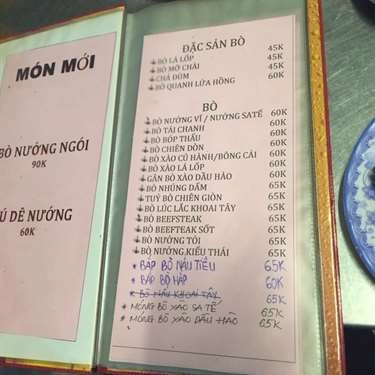 MÓN MỚI
BÒ NƯỚNG NGÓI
90K
Ú DÊ NƯỚNG
60K
ĐẶC SẢN BÒ
BÒ LÁ LỐP 45K
BÒ MỠ CHÀI 45K
CHẢ ĐÙM 60K
BÒ QUANH LỬA HỒNG
BÒ
BÒ NƯỚNG VĨ / NƯỚNG SATẾ 60K
BÒ TÁI CHANH 60K
BÒ BÓP THẤU 60K
BÒ CHIÊN DÒN 60K
BÒ XÀO CỦ HÀNH/BÔNG CẢI 60K
BÒ XÀO LÁ LỐP 60K
GÂN BÒ XÀO DẦU HÀO 60K
BÒ NHÚNG DẤM 65K
TUỶ BÒ CHIÊN GIÒN 65K
BÒ LÚC LẮC KHOAI TÂY 65K
BÒ BEEFSTEAK 65K
BÒ BEEFTEAK SỐT 65K
BÒ NƯỚNG TỎI 65K
BÒ NƯỚNG KIỂU THÁI 65K
BẮP BÒ NẤU TIÊU 65K
BẮP BÒ HẤP 60K
BÒ NẤU KHOAI TÂY 65K
MÓNG BÒ XÀO SA TẾ 65K
MÓNG BÒ XÀO DẦU HÀO 65K